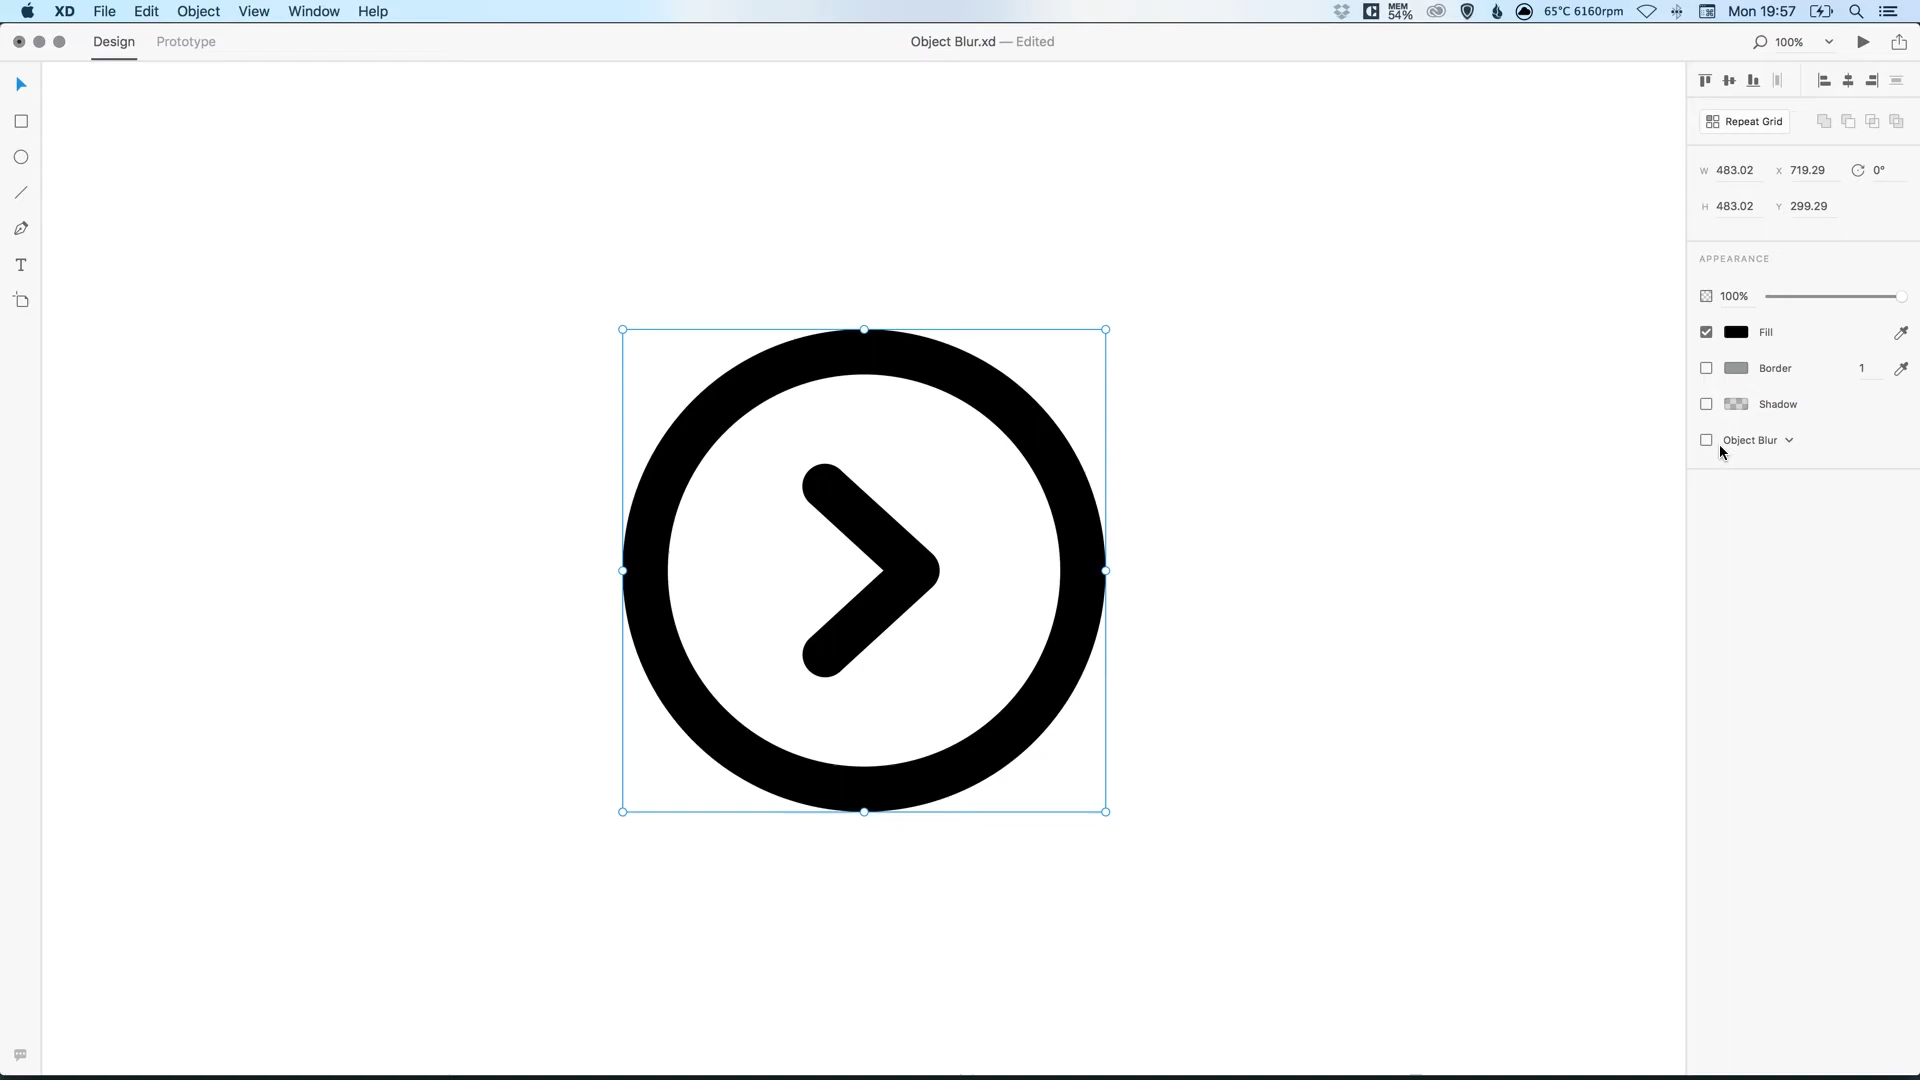 XD File Edit Object View Window Help MEM 54% 65°C 6160rpm Mon 19:57
Design Prototype Object Blur.xd — Edited 100%
Repeat Grid
W 483.02 X 719.29 0°
H 483.02 Y 299.29
APPEARANCE
100%
Fill
Border 1
Shadow
Object Blur
T